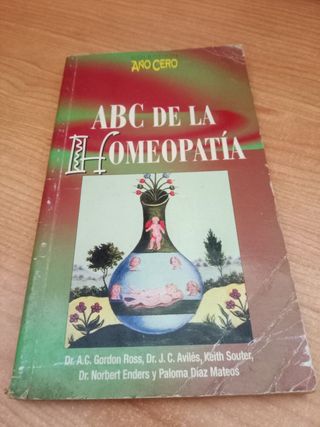 AÑO CERO
ABC DE LA
HOMEOPATÍA
Dr. A.C. Gordon Ross, Dr. J. C. Avilés, Keith Souter,
Dr. Norbert Enders y Paloma Díaz Mateos